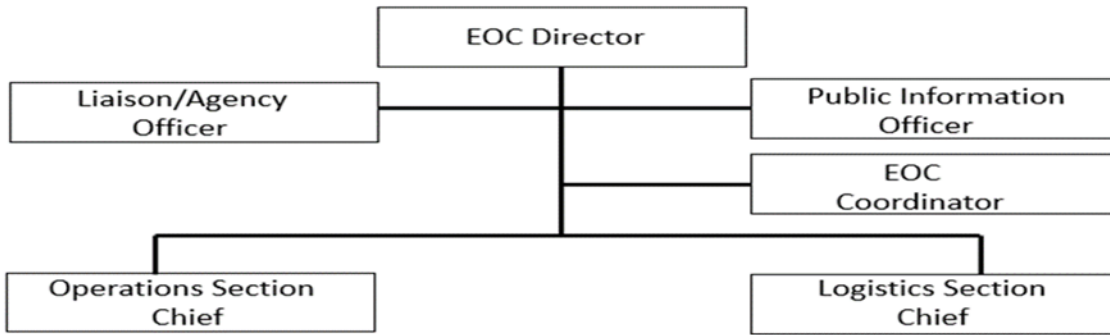 EOC Director
Liaison/Agency
Officer
Public Information
Officer
EOC
Coordinator
Operations Section
Chief
Logistics Section
Chief